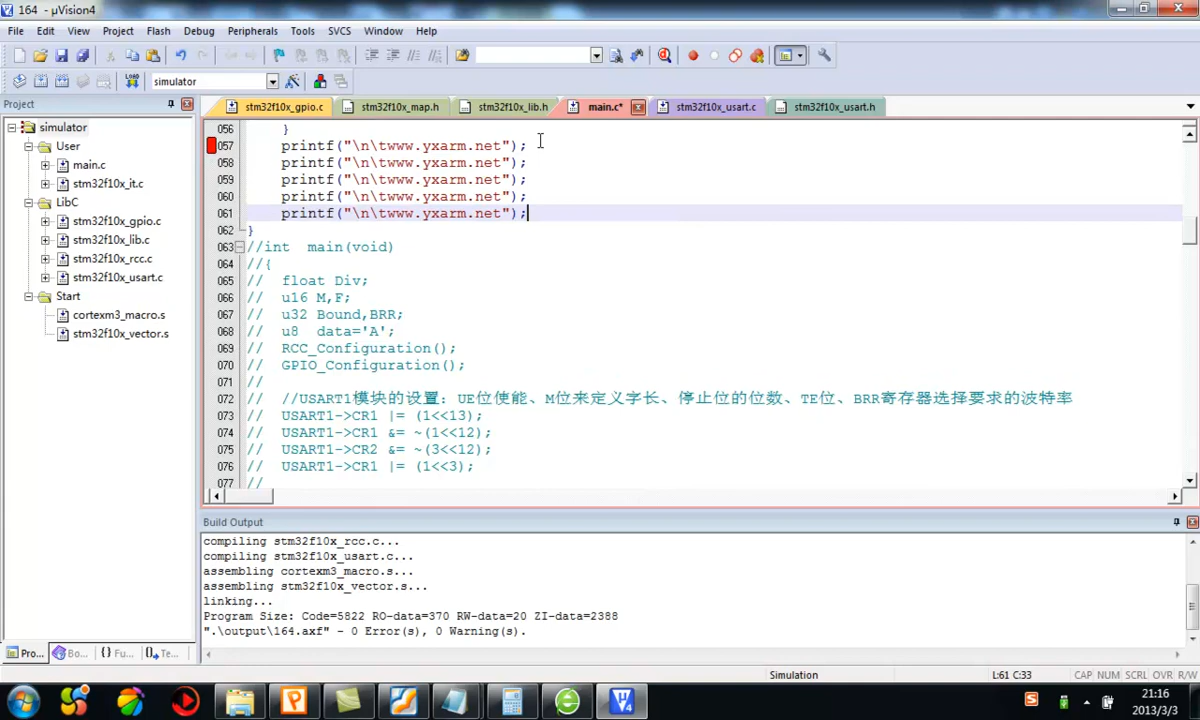 164 - µVision4
File Edit View Project Flash Debug Peripherals Tools SVCS Window Help
LOAD
simulator
Project
simulator
User
main.c
stm32f10x_it.c
LibC
stm32f10x_gpio.c
stm32f10x_lib.c
stm32f10x_rcc.c
stm32f10x_usart.c
Start
cortexm3_macro.s
stm32f10x_vector.s
Pro... Bo... {} Fu... Te...
stm32f10x_gpio.c stm32f10x_map.h stm32f10x_lib.h main.c* stm32f10x_usart.c stm32f10x_usart.h
056 }
057 printf("\n\twww.yxarm.net");
058 printf("\n\twww.yxarm.net");
059 printf("\n\twww.yxarm.net");
060 printf("\n\twww.yxarm.net");
061 printf("\n\twww.yxarm.net");
062 }
063 //int main(void)
064 //{
065 // float Div;
066 // u16 M,F;
067 // u32 Bound,BRR;
068 // u8 data='A';
069 // RCC_Configuration();
070 // GPIO_Configuration();
071 //
072 // //USART1模块的设置：UE位使能、M位来定义字长、停止位的位数、TE位、BRR寄存器选择要求的波特率
073 // USART1->CR1 |= (1<<13);
074 // USART1->CR1 &= ~(1<<12);
075 // USART1->CR2 &= ~(3<<12);
076 // USART1->CR1 |= (1<<3);
077 //
Build Output
compiling stm32f10x_rcc.c...
compiling stm32f10x_usart.c...
assembling cortexm3_macro.s...
assembling stm32f10x_vector.s...
linking...
Program Size: Code=5822 RO-data=370 RW-data=20 ZI-data=2388
".\output\164.axf" - 0 Error(s), 0 Warning(s).
Simulation L:61 C:33 CAP NUM SCRL OVR R/W
21:16
2013/3/3